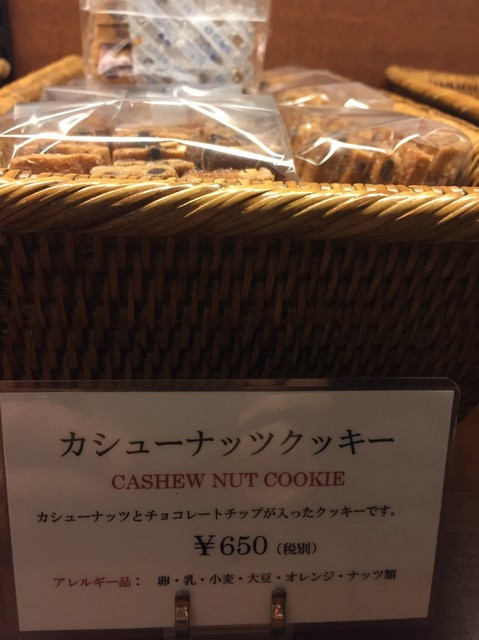 カシューナッツクッキー
CASHEW NUT COOKIE
カシューナッツとチョコレートチップが入ったクッキーです。
￥650（税別）
アレルギー品： 卵・乳・小麦・大豆・オレンジ・ナッツ類